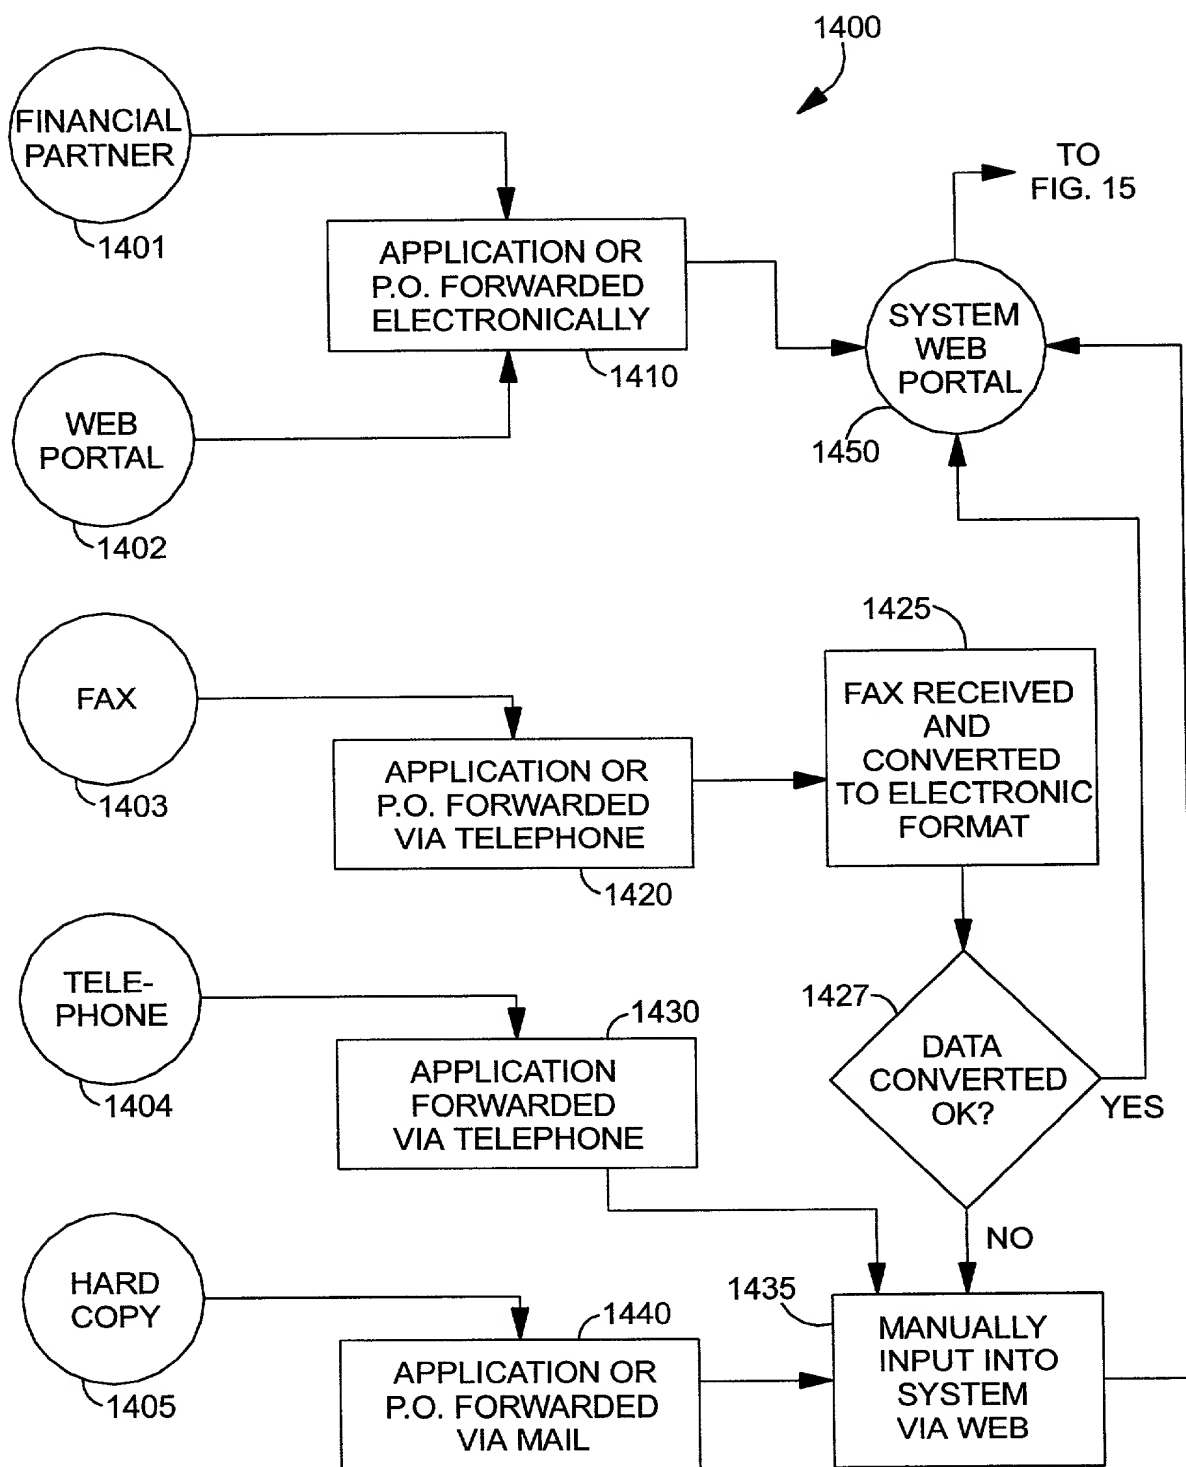 1400
FINANCIAL
PARTNER
1401
TO
FIG. 15
APPLICATION OR
P.O. FORWARDED
ELECTRONICALLY
1410
SYSTEM
WEB
PORTAL
1450
WEB
PORTAL
1402
FAX
1403
APPLICATION OR
P.O. FORWARDED
VIA TELEPHONE
1420
1425
FAX RECEIVED
AND
CONVERTED
TO ELECTRONIC
FORMAT
TELE-
PHONE
1404
1430
APPLICATION
FORWARDED
VIA TELEPHONE
1427
DATA
CONVERTED
OK?
YES
NO
HARD
COPY
1405
1440
APPLICATION OR
P.O. FORWARDED
VIA MAIL
1435
MANUALLY
INPUT INTO
SYSTEM
VIA WEB